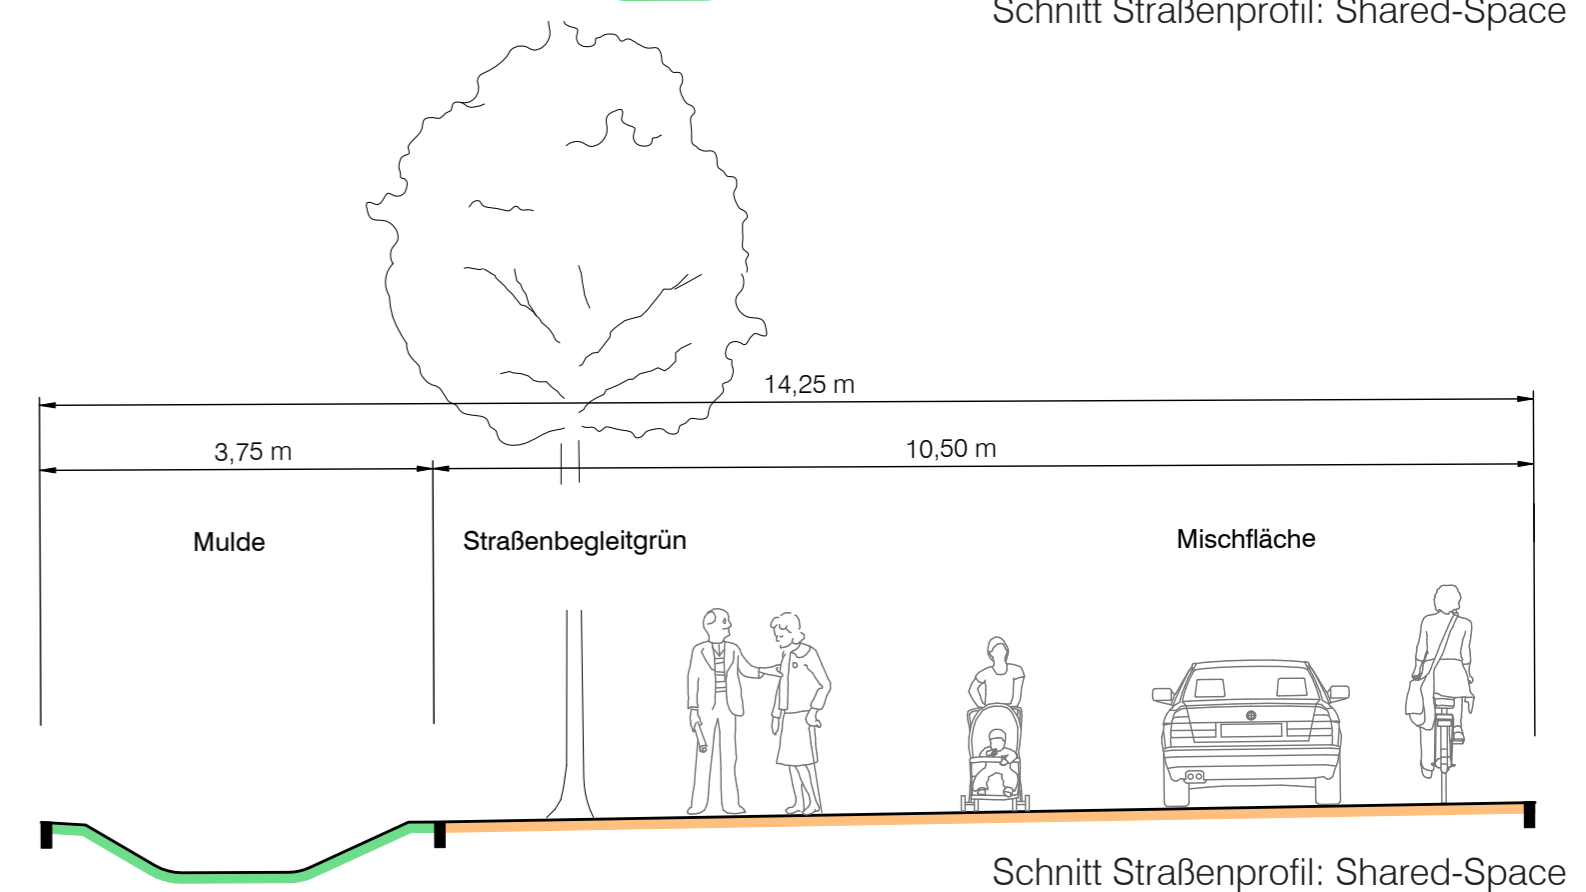 Schnitt Straßenprofil: Shared-Space
14,25 m
3,75 m
10,50 m
Mulde
Straßenbegleitgrün
Mischfläche
Schnitt Straßenprofil: Shared-Space